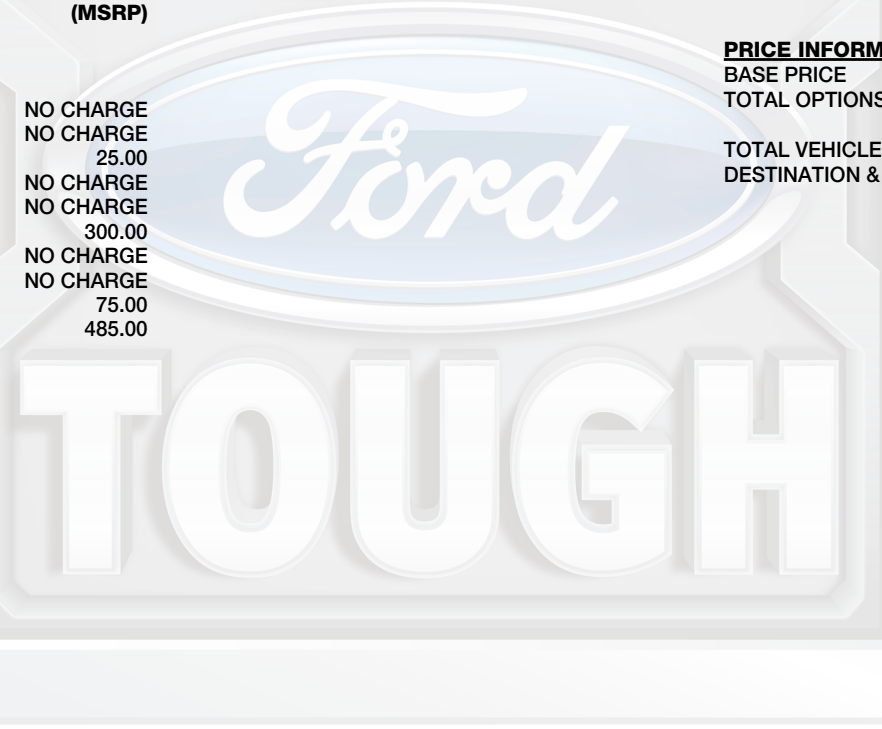 (MSRP)
NO CHARGE
NO CHARGE
25.00
NO CHARGE
NO CHARGE
300.00
NO CHARGE
NO CHARGE
75.00
485.00
PRICE INFORM
BASE PRICE
TOTAL OPTIONS
TOTAL VEHICLE
DESTINATION &
Ford
TOUGH